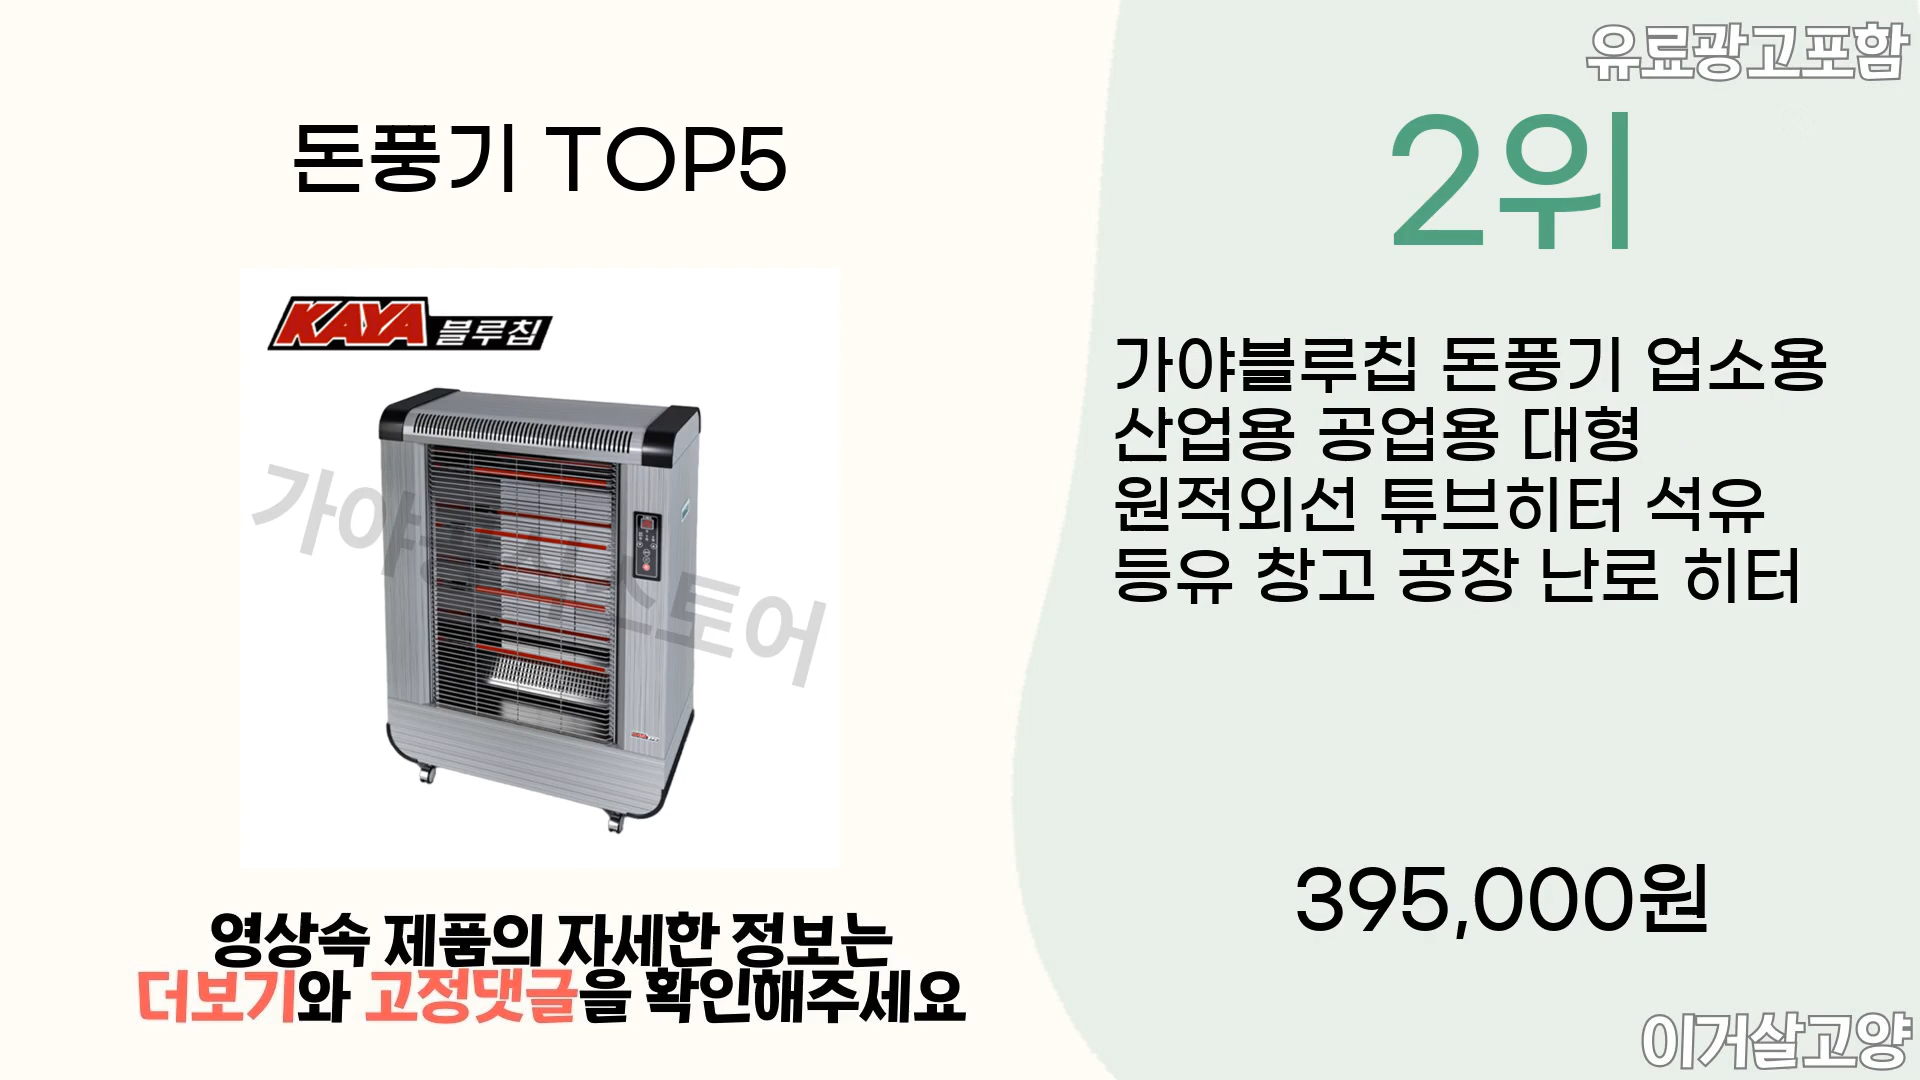 유료광고포함
돈풍기 TOP5
2위
KAYA 블루칩
가야블루칩 돈풍기 업소용
산업용 공업용 대형
원적외선 튜브히터 석유
등유 창고 공장 난로 히터
395,000원
영상속 제품의 자세한 정보는
더보기와 고정댓글을 확인해주세요
이거살고양